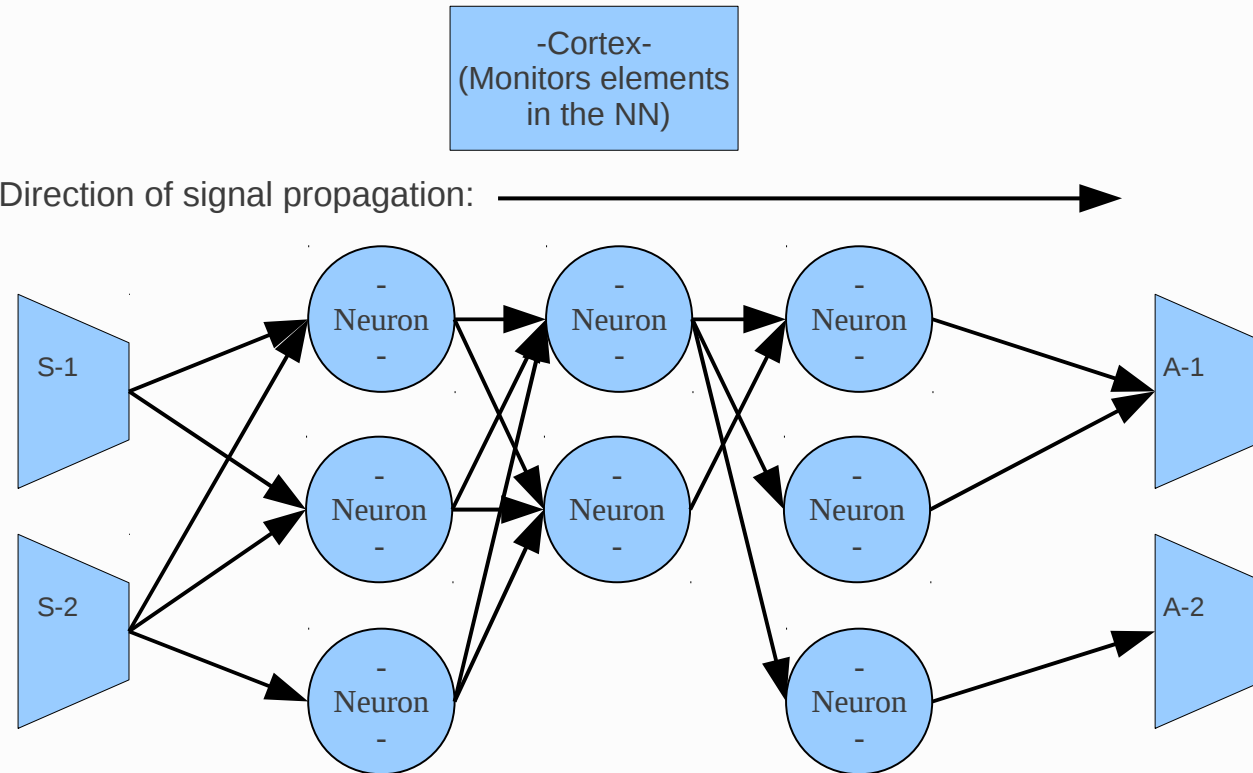 -Cortex-
(Monitors elements
in the NN)
Direction of signal propagation:
-
Neuron
-
-
Neuron
-
-
Neuron
-
S-1
A-1
-
Neuron
-
-
Neuron
-
-
Neuron
-
S-2
A-2
-
Neuron
-
-
Neuron
-